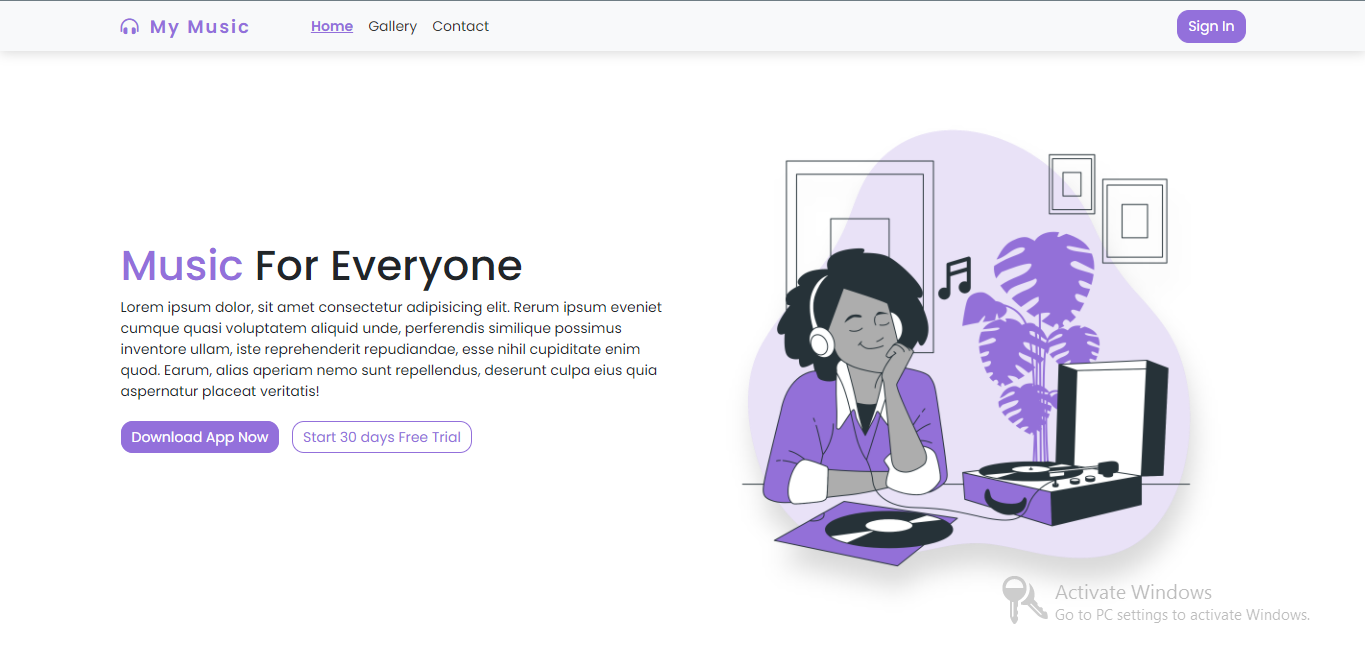 My Music
Home
Gallery
Contact
Sign In
Music For Everyone
Lorem ipsum dolor, sit amet consectetur adipisicing elit. Rerum ipsum eveniet
cumque quasi voluptatem aliquid unde, perferendis similique possimus
inventore ullam, iste reprehenderit repudiandae, esse nihil cupiditate enim
quod. Earum, alias aperiam nemo sunt repellendus, deserunt culpa eius quia
aspernatur placeat veritatis!
Download App Now
Start 30 days Free Trial
Activate Windows
Go to PC settings to activate Windows.